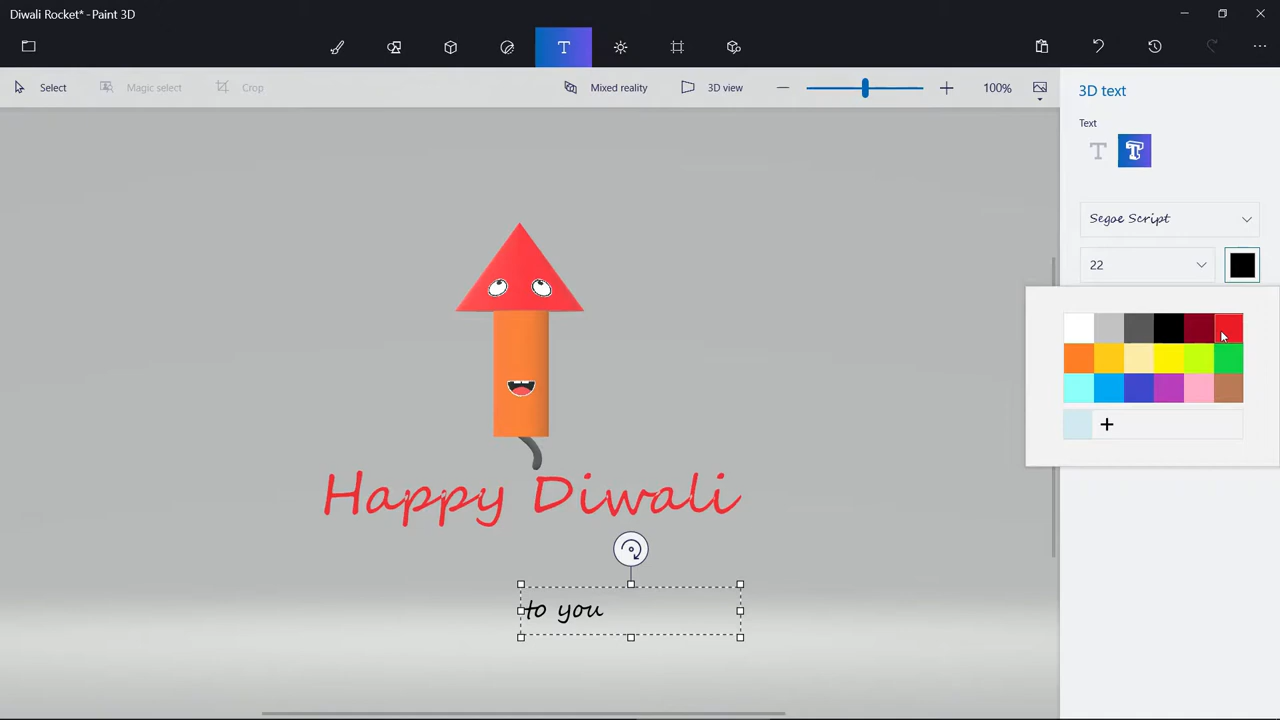 Diwali Rocket* - Paint 3D
Select
Magic select
Crop
Mixed reality
3D view
100%
3D text
Text
Segoe Script
22
Happy Diwali
to you